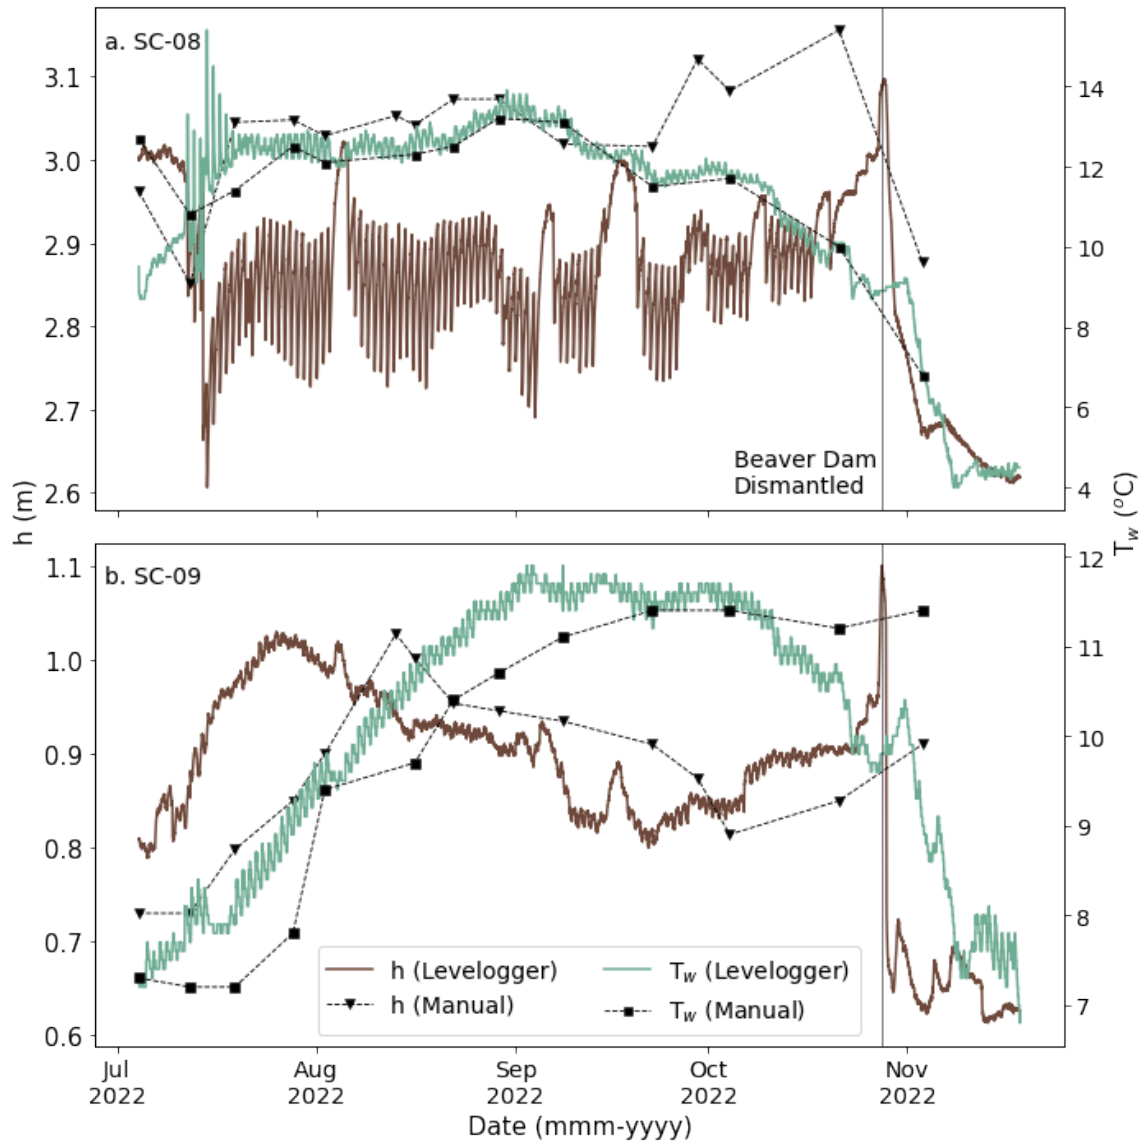 a. SC-08
3.1
3.0
2.9
2.8
2.7
2.6
14
12
10
8
6
4
Beaver Dam
Dismantled
h (m)
T_w (°C)
b. SC-09
1.1
1.0
0.9
0.8
0.7
0.6
12
11
10
9
8
7
h (Levelogger)
T_w (Levelogger)
h (Manual)
T_w (Manual)
Jul
2022
Aug
2022
Sep
2022
Oct
2022
Nov
2022
Date (mmm-yyyy)